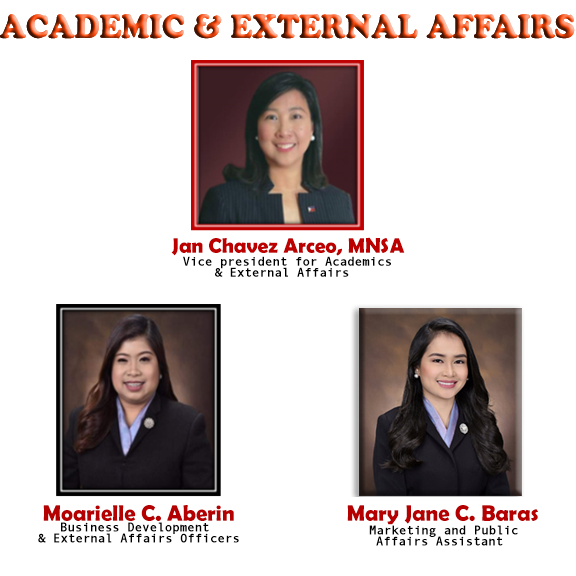 ACADEMIC & EXTERNAL AFFAIRS
Jan Chavez Arceo, MNSA
Vice president for Academics
& External Affairs
Moarielle C. Aberin
Business Development
& External Affairs Officers
Mary Jane C. Baras
Marketing and Public
Affairs Assistant